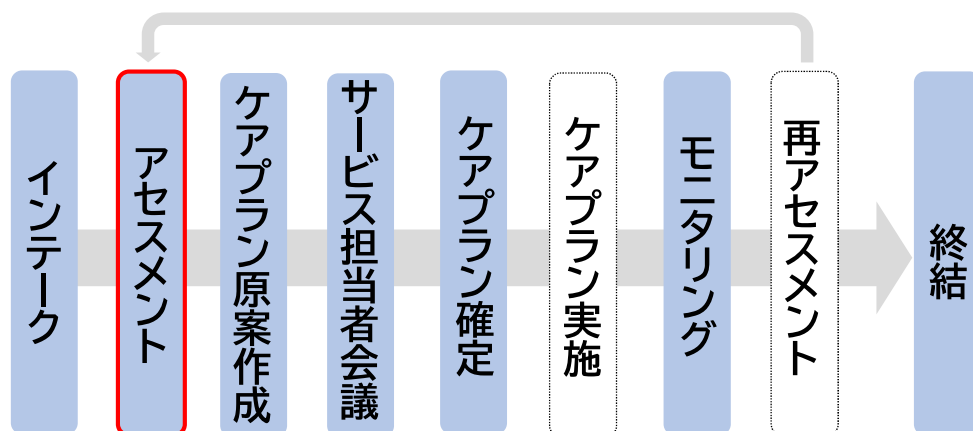 インテーク
アセスメント
ケアプラン原案作成
サービス担当者会議
ケアプラン確定
ケアプラン実施
モニタリング
再アセスメント
終結